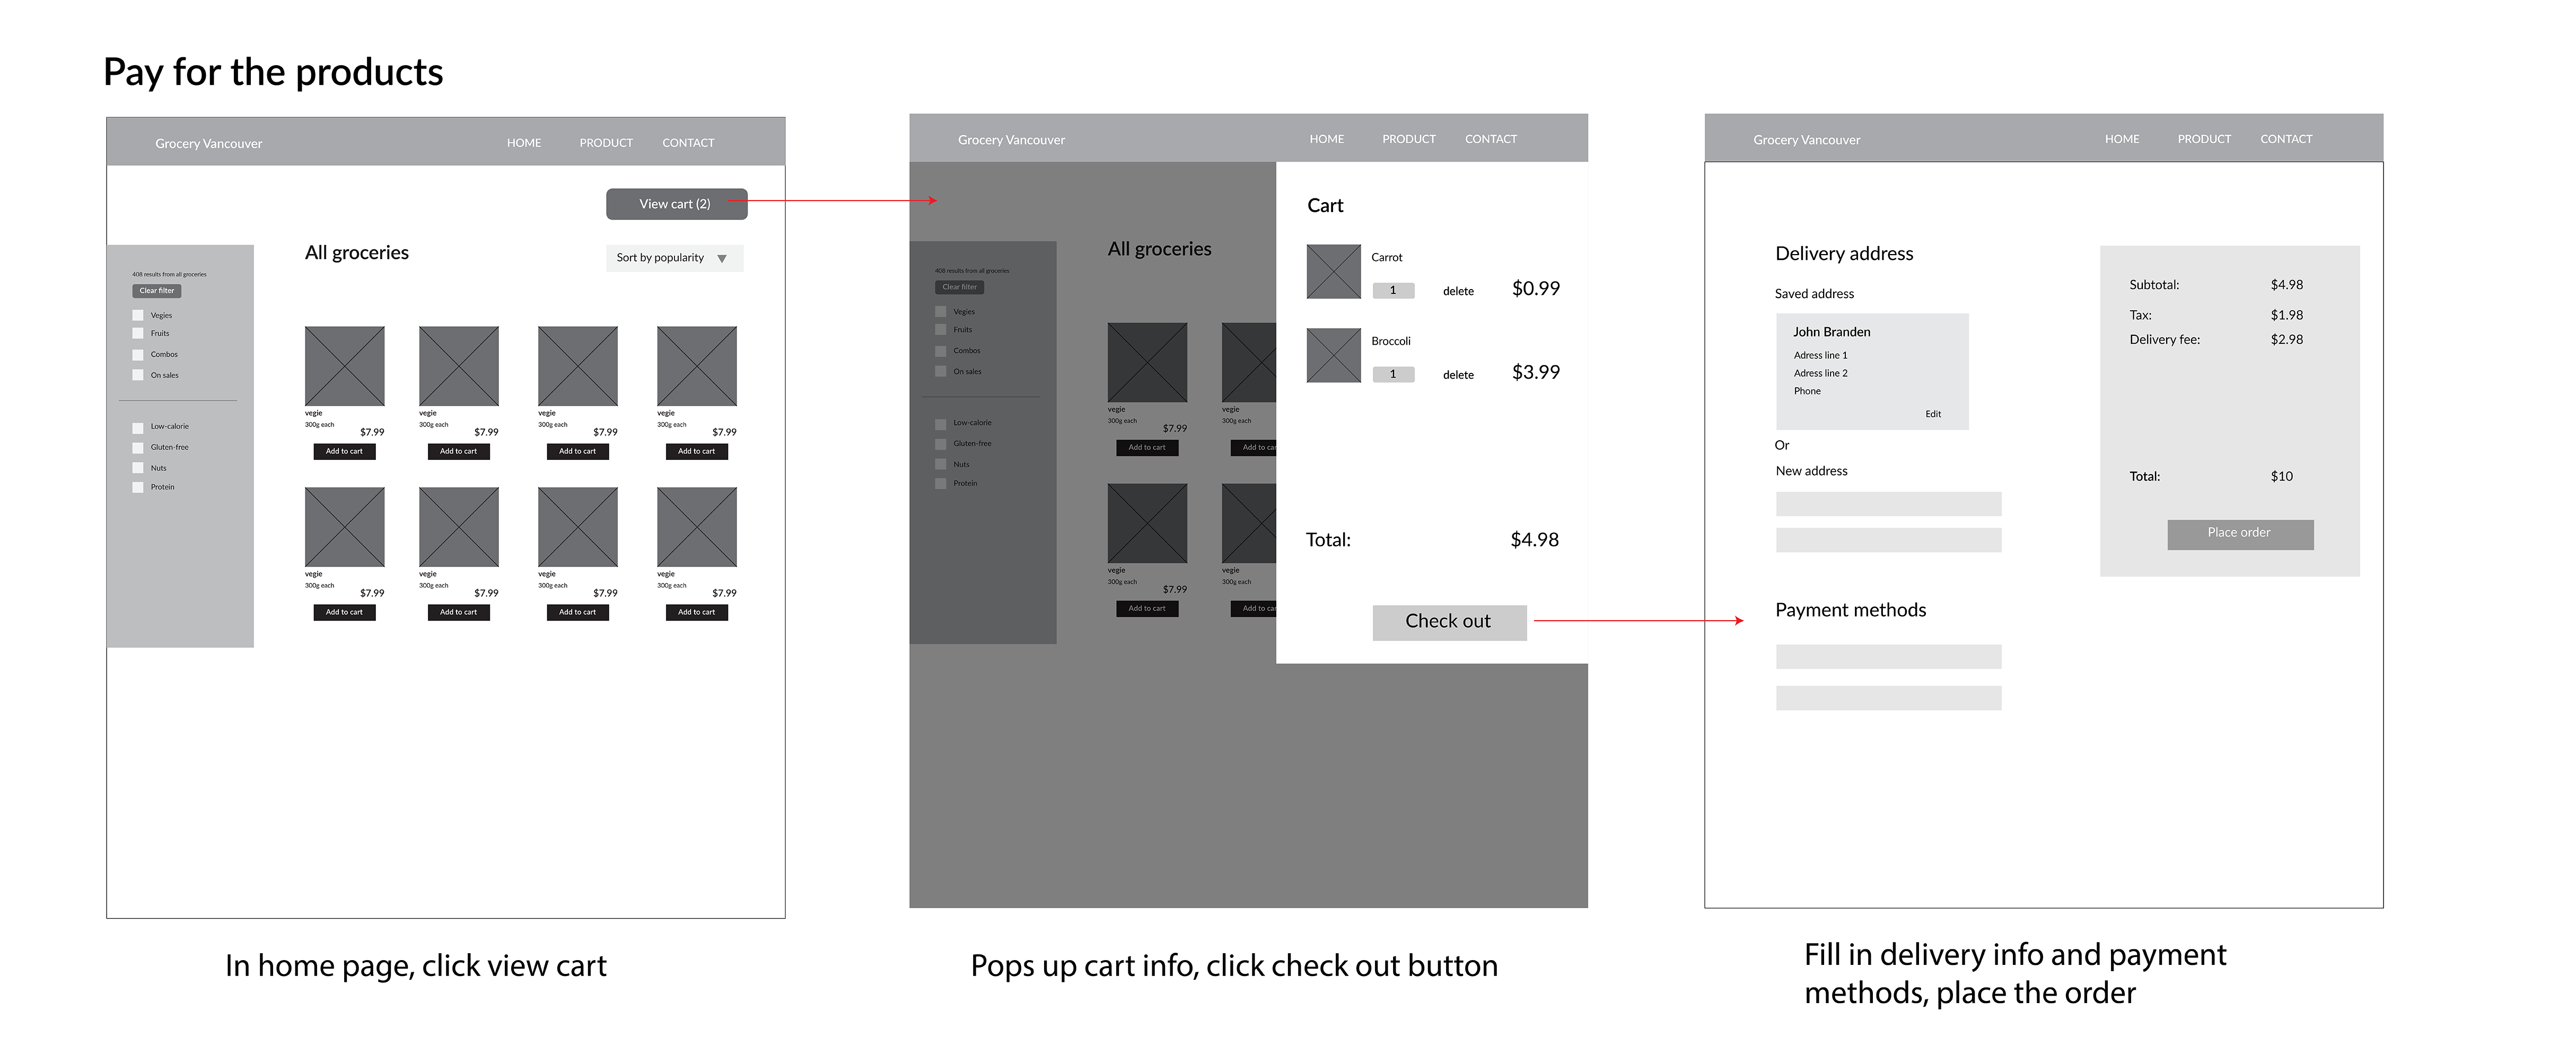 Pay for the products
Grocery Vancouver
HOME PRODUCT CONTACT
View cart (2)
All groceries
Sort by popularity
408 results from all groceries
Clear filter
Vegies
Fruits
Combos
On sales
Low-calorie
Gluten-free
Nuts
Protein
vegie vegie vegie vegie
300g each 300g each 300g each 300g each
$7.99 $7.99 $7.99 $7.99
Add to cart Add to cart Add to cart Add to cart
vegie vegie vegie vegie
300g each 300g each 300g each 300g each
$7.99 $7.99 $7.99 $7.99
Add to cart Add to cart Add to cart Add to cart
In home page, click view cart
Grocery Vancouver
HOME PRODUCT CONTACT
All groceries
408 results from all groceries
Clear filter
Vegies
Fruits
Combos
On sales
Low-calorie
Gluten-free
Nuts
Protein
vegie vegie
300g each 300g each
$7.99
Add to cart Add to car
vegie vegie
300g each 300g each
$7.99
Add to cart Add to car
Cart
Carrot
1 delete $0.99
Broccoli
1 delete $3.99
Total: $4.98
Check out
Pops up cart info, click check out button
Grocery Vancouver
HOME PRODUCT CONTACT
Delivery address
Saved address
John Branden
Adress line 1
Adress line 2
Phone
Edit
Or
New address
Payment methods
Subtotal: $4.98
Tax: $1.98
Delivery fee: $2.98
Total: $10
Place order
Fill in delivery info and payment
methods, place the order